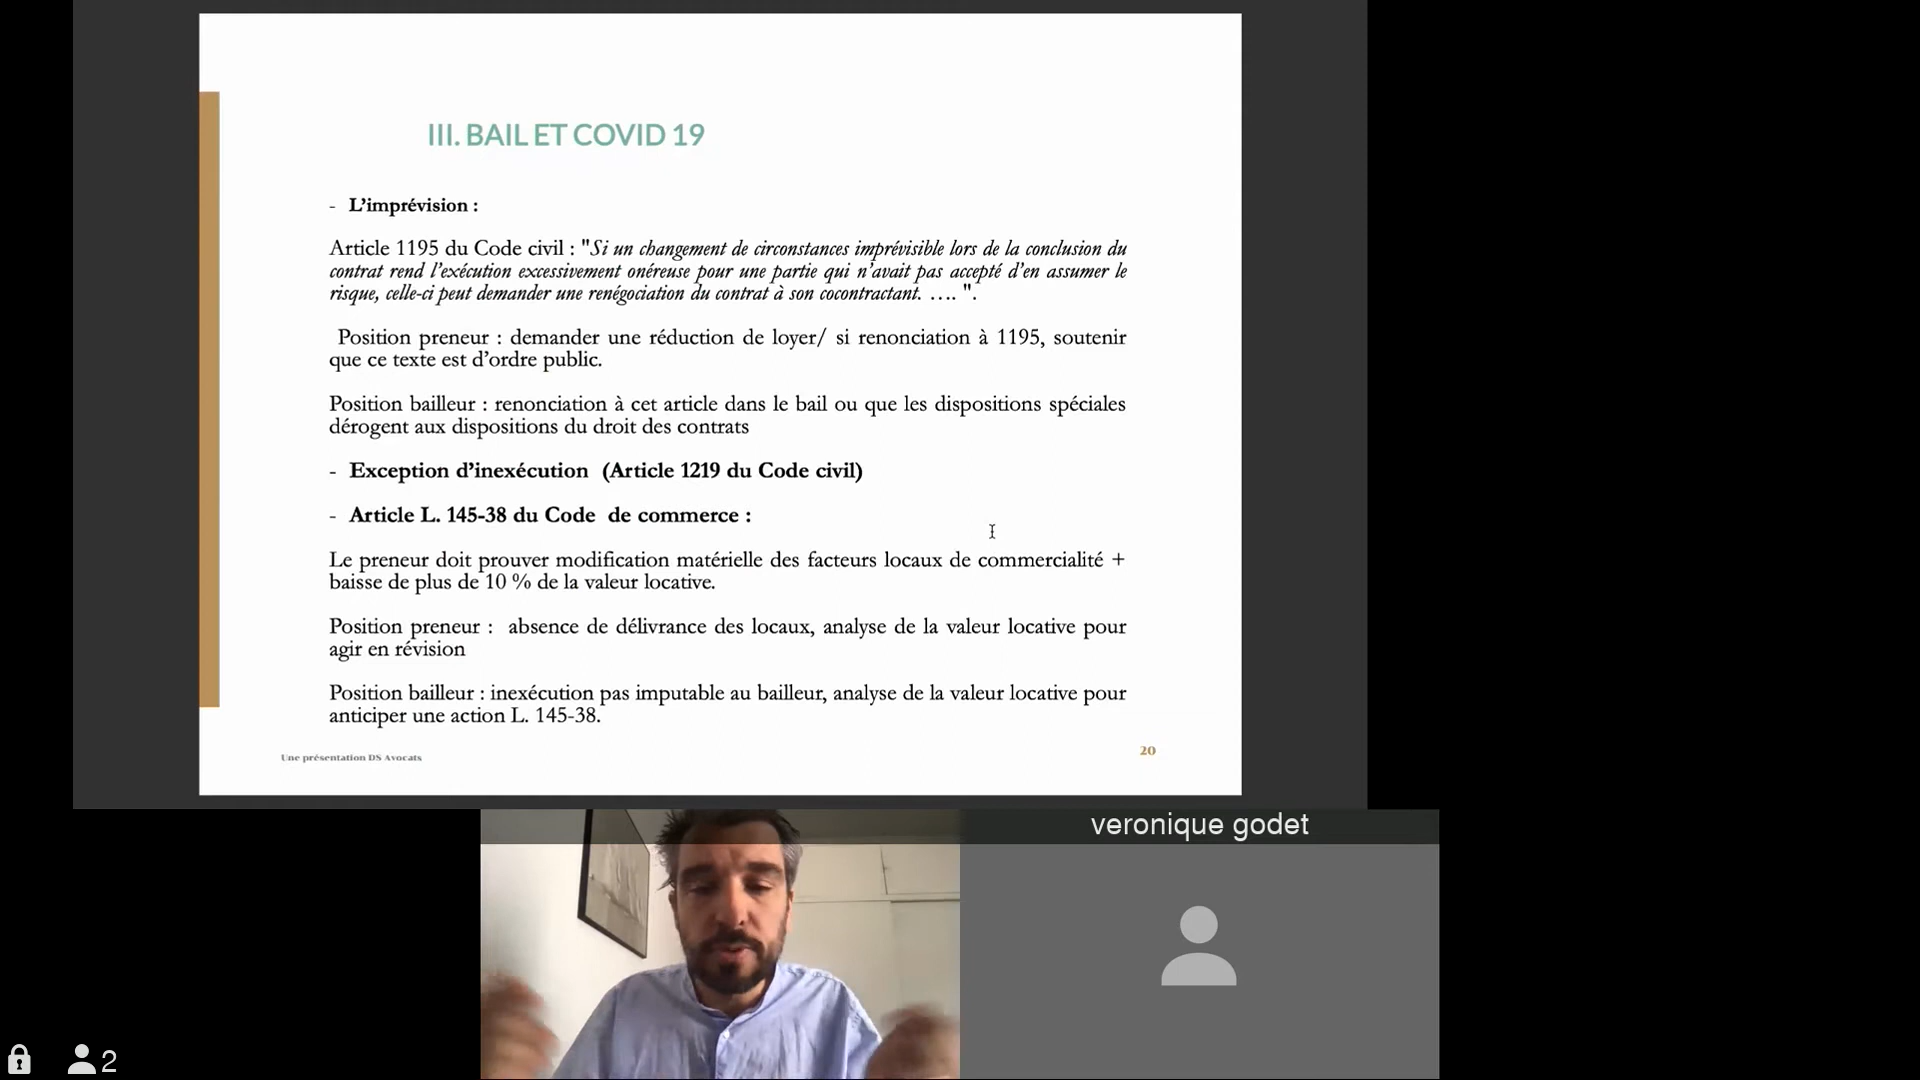 III. BAIL ET COVID 19
- L’imprévision :
Article 1195 du Code civil : "Si un changement de circonstances imprévisible lors de la conclusion du
contrat rend l’exécution excessivement onéreuse pour une partie qui n’avait pas accepté d’en assumer le
risque, celle-ci peut demander une renégociation du contrat à son cocontractant. …. ".
Position preneur : demander une réduction de loyer/ si renonciation à 1195, soutenir
que ce texte est d’ordre public.
Position bailleur : renonciation à cet article dans le bail ou que les dispositions spéciales
dérogent aux dispositions du droit des contrats
- Exception d’inexécution (Article 1219 du Code civil)
- Article L. 145-38 du Code de commerce :
Le preneur doit prouver modification matérielle des facteurs locaux de commercialité +
baisse de plus de 10 % de la valeur locative.
Position preneur : absence de délivrance des locaux, analyse de la valeur locative pour
agir en révision
Position bailleur : inexécution pas imputable au bailleur, analyse de la valeur locative pour
anticiper une action L. 145-38.
Une présentation DS Avocats
20
veronique godet
2